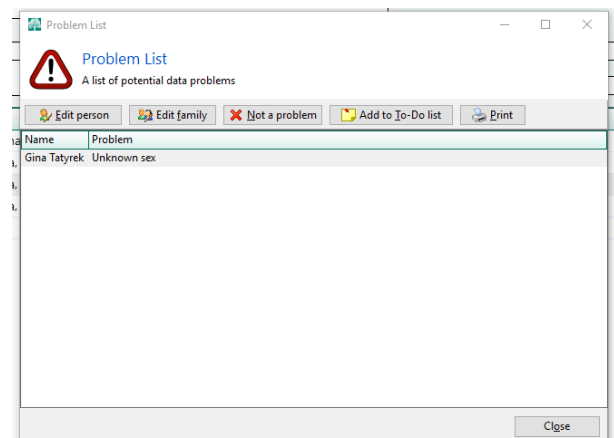 Problem List
Problem List
A list of potential data problems
Edit person Edit family Not a problem Add to To-Do list Print
Name Problem
Gina Tatyrek Unknown sex
Close